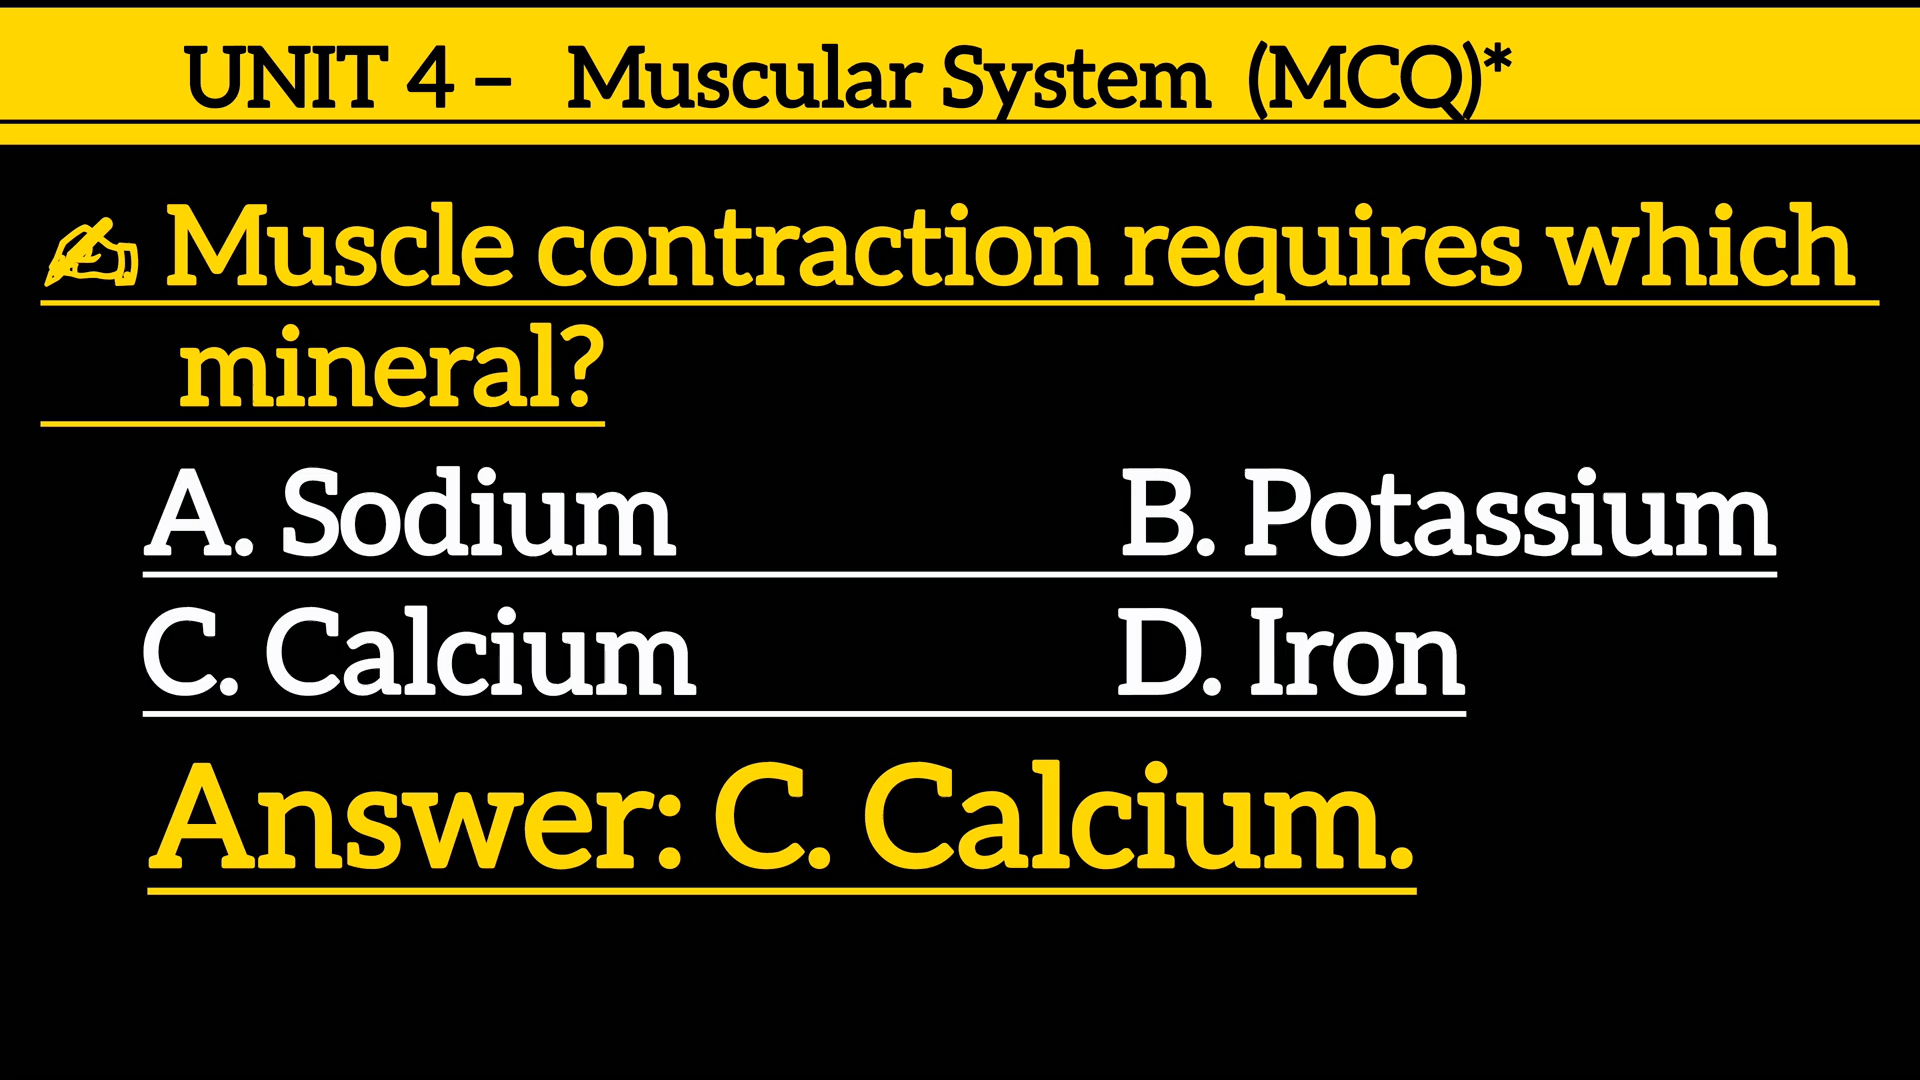 UNIT 4 – Muscular System (MCQ)*
✍ Muscle contraction requires which
mineral?
A. Sodium B. Potassium
C. Calcium D. Iron
Answer: C. Calcium.